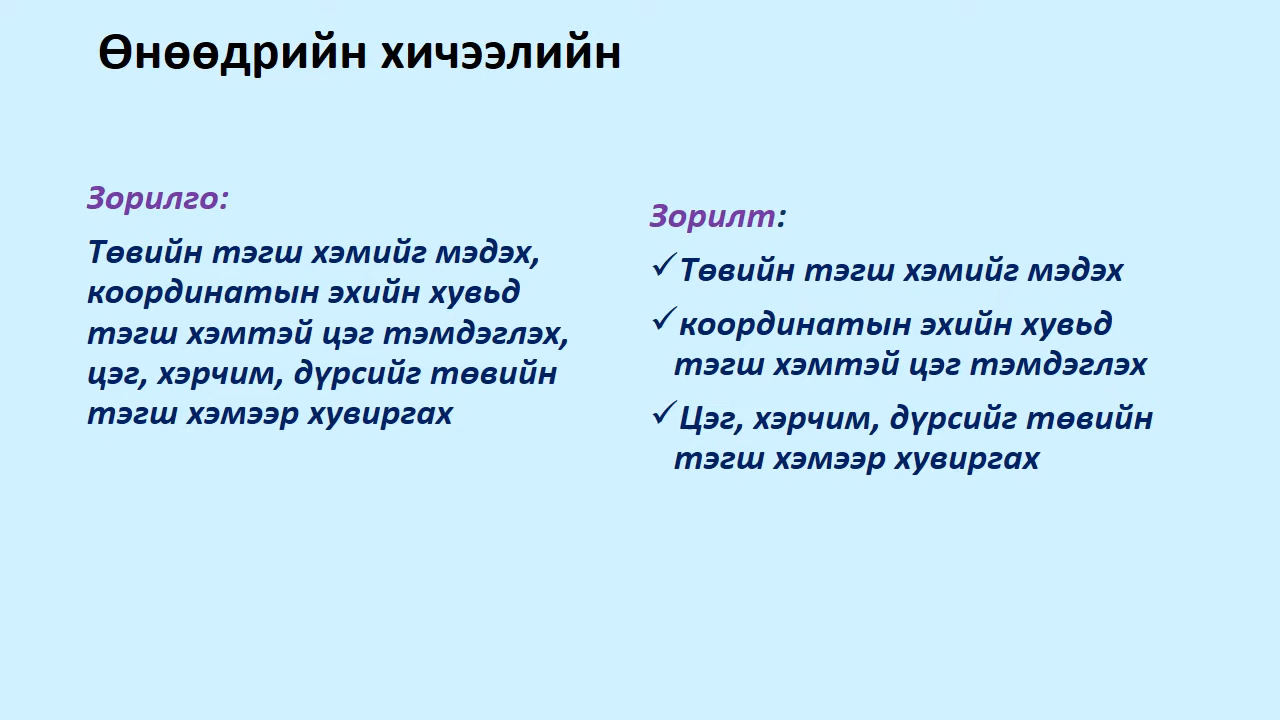 Өнөөдрийн хичээлийн
Зорилго:
Төвийн тэгш хэмийг мэдэх,
координатын эхийн хувьд
тэгш хэмтэй цэг тэмдэглэх,
цэг, хэрчим, дүрсийг төвийн
тэгш хэмээр хувиргах
Зорилт:
✓Төвийн тэгш хэмийг мэдэх
✓координатын эхийн хувьд
тэгш хэмтэй цэг тэмдэглэх
✓Цэг, хэрчим, дүрсийг төвийн
тэгш хэмээр хувиргах